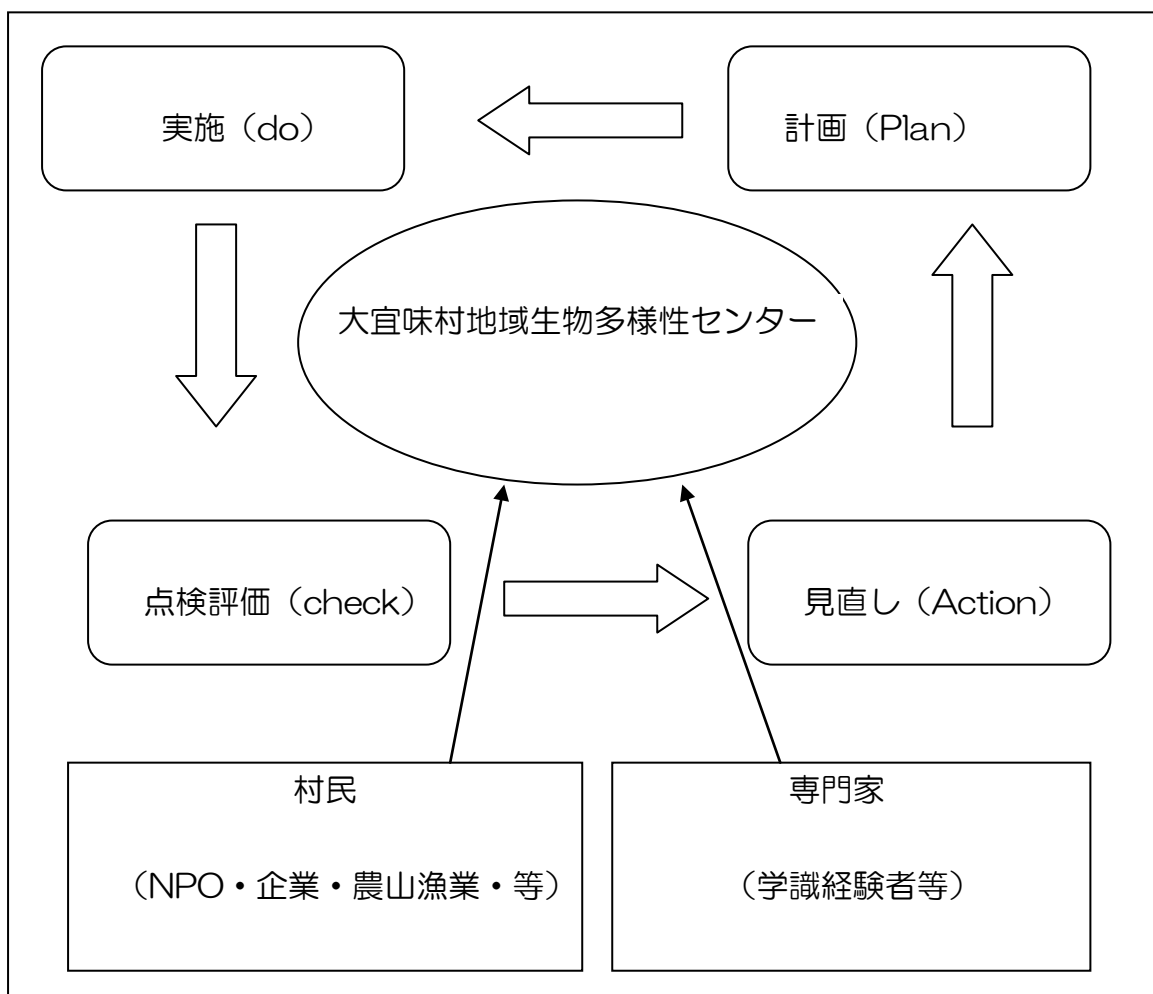 実施（do）
計画（Plan）
大宜味村地域生物多様性センター
点検評価（check）
見直し（Action）
村民
（NPO・企業・農山漁業・等）
専門家
（学識経験者等）